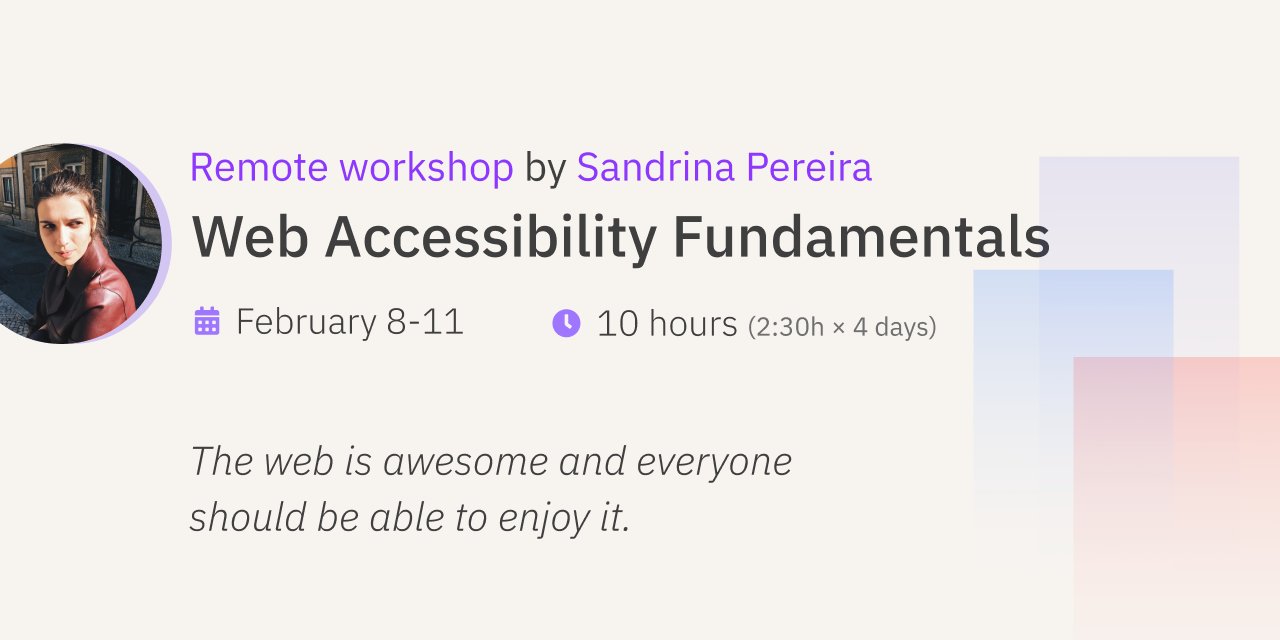 Remote workshop by Sandrina Pereira
Web Accessibility Fundamentals
February 8-11
10 hours (2:30h × 4 days)
The web is awesome and everyone
should be able to enjoy it.